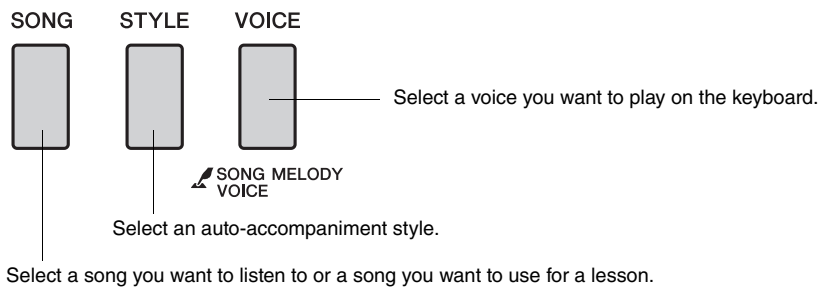 SONG STYLE VOICE
Select a voice you want to play on the keyboard.
SONG MELODY
VOICE
Select an auto-accompaniment style.
Select a song you want to listen to or a song you want to use for a lesson.